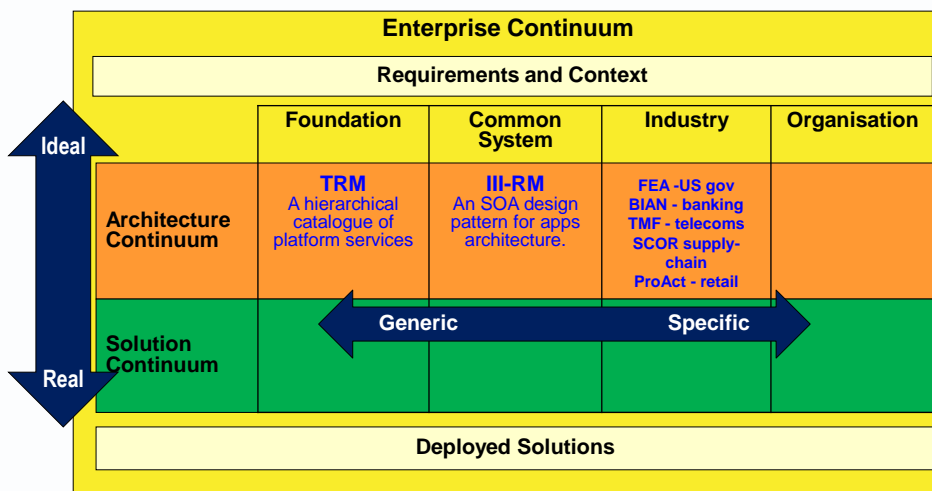 Enterprise Continuum
Requirements and Context
Foundation
Common
System
Industry
Organisation
Ideal
Architecture
Continuum
TRM
A hierarchical
catalogue of
platform services
III-RM
An SOA design
pattern for apps
architecture.
FEA -US gov
BIAN - banking
TMF - telecoms
SCOR supply-
chain
ProAct - retail
Generic
Specific
Solution
Continuum
Real
Deployed Solutions